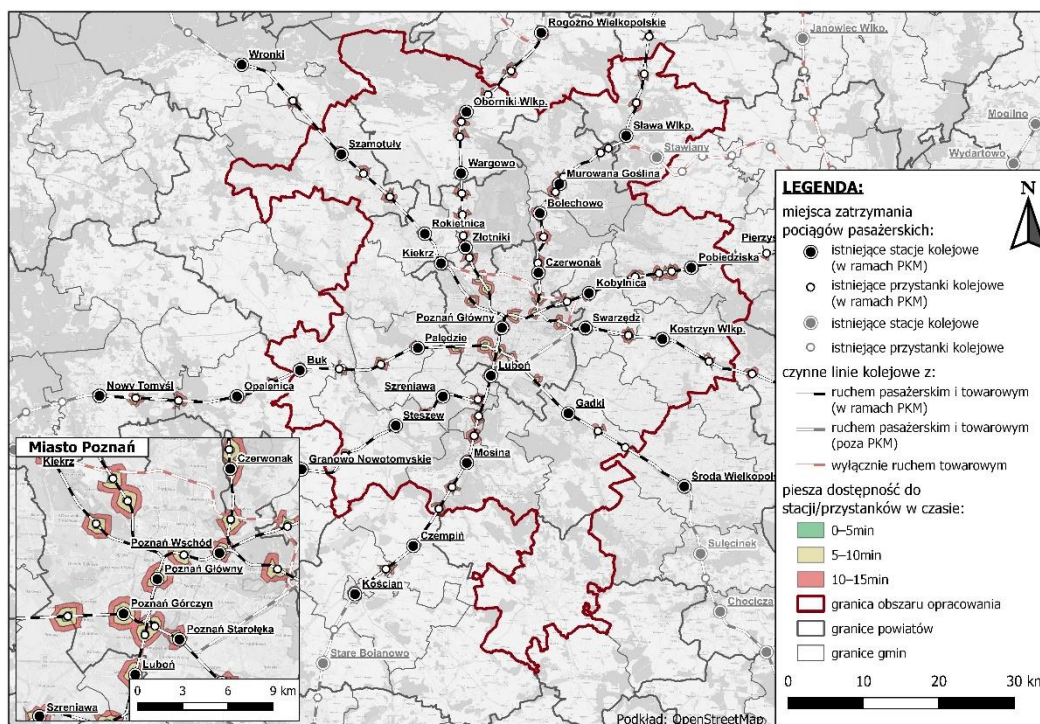 Rogoźno Wielkopolskie
Janowiec Wlkp.
Wronki
Oborniki Wlkp.
Mogilno
Sława Wlkp.
Szamotuły
Stawiany
Wydartowo
Wargowo
Murowana Goślina
Bolechowo
Rokietnica
Złotniki
Kiekrz
Czerwonak
Pobiedziska
Kobylnica
Poznań Główny
Swarzędz
Kostrzyn Wlkp.
Palędzie
Buk
Luboń
Nowy Tomyśl
Opalenica
Szreniawa
Gądki
Stęszew
Granowo Nowotomyskie
Mosina
Środa Wielkopols
Czempiń
Sulęcinek
Kościan
Chocicza
Stare Bojanowo
Podkład: OpenStreetMap
LEGENDA:
N
miejsca zatrzymania
pociągów pasażerskich:
istniejące stacje kolejowe
(w ramach PKM)
istniejące przystanki kolejowe
(w ramach PKM)
istniejące stacje kolejowe
istniejące przystanki kolejowe
czynne linie kolejowe z:
ruchem pasażerskim i towarowym
(w ramach PKM)
ruchem pasażerskim i towarowym
(poza PKM)
wyłącznie ruchem towarowym
piesza dostępność do
stacji/przystanków w czasie:
0–5min
5–10min
10–15min
granica obszaru opracowania
granice powiatów
granice gmin
0 10 20 30 km
Miasto Poznań
Kiekrz
Czerwonak
Poznań Wschód
Poznań Główny
Poznań Górczyn
Poznań Starołęka
Luboń
Szreniawa
0 3 6 9 km